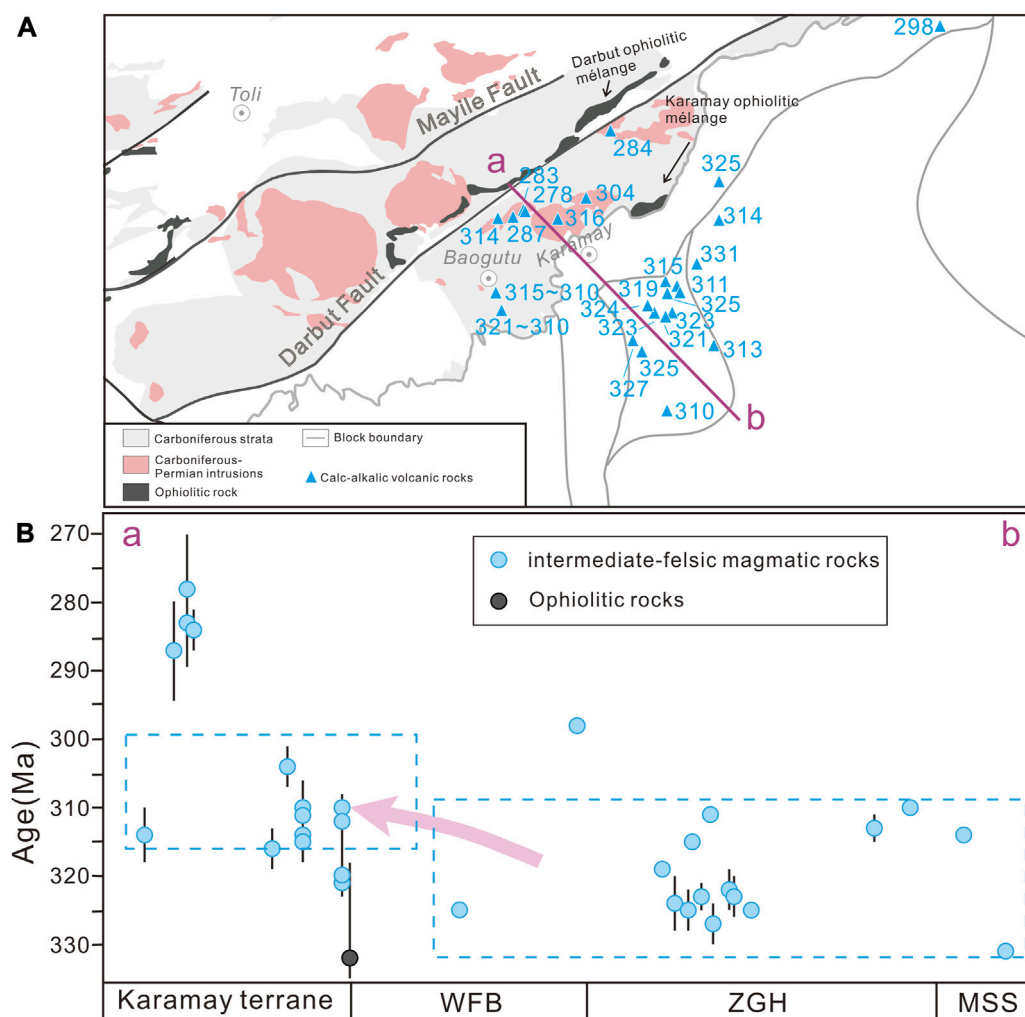 A
298
Darbut ophiolitic
mélange
Toli
Mayile Fault
Karamay ophiolitic
mélange
284
a
283
278
325
304
314
287
316
314
Karamay
Baogutu
331
315
311
319
325
315~310
324
323
323
321~310
321
313
Darbut Fault
325
327
310
b
Carboniferous strata
Block boundary
Carboniferous-
Permian intrusions
Calc-alkalic volcanic rocks
Ophiolitic rock
B
a
b
270
280
290
300
310
320
330
Age(Ma)
intermediate-felsic magmatic rocks
Ophiolitic rocks
Karamay terrane
WFB
ZGH
MSS